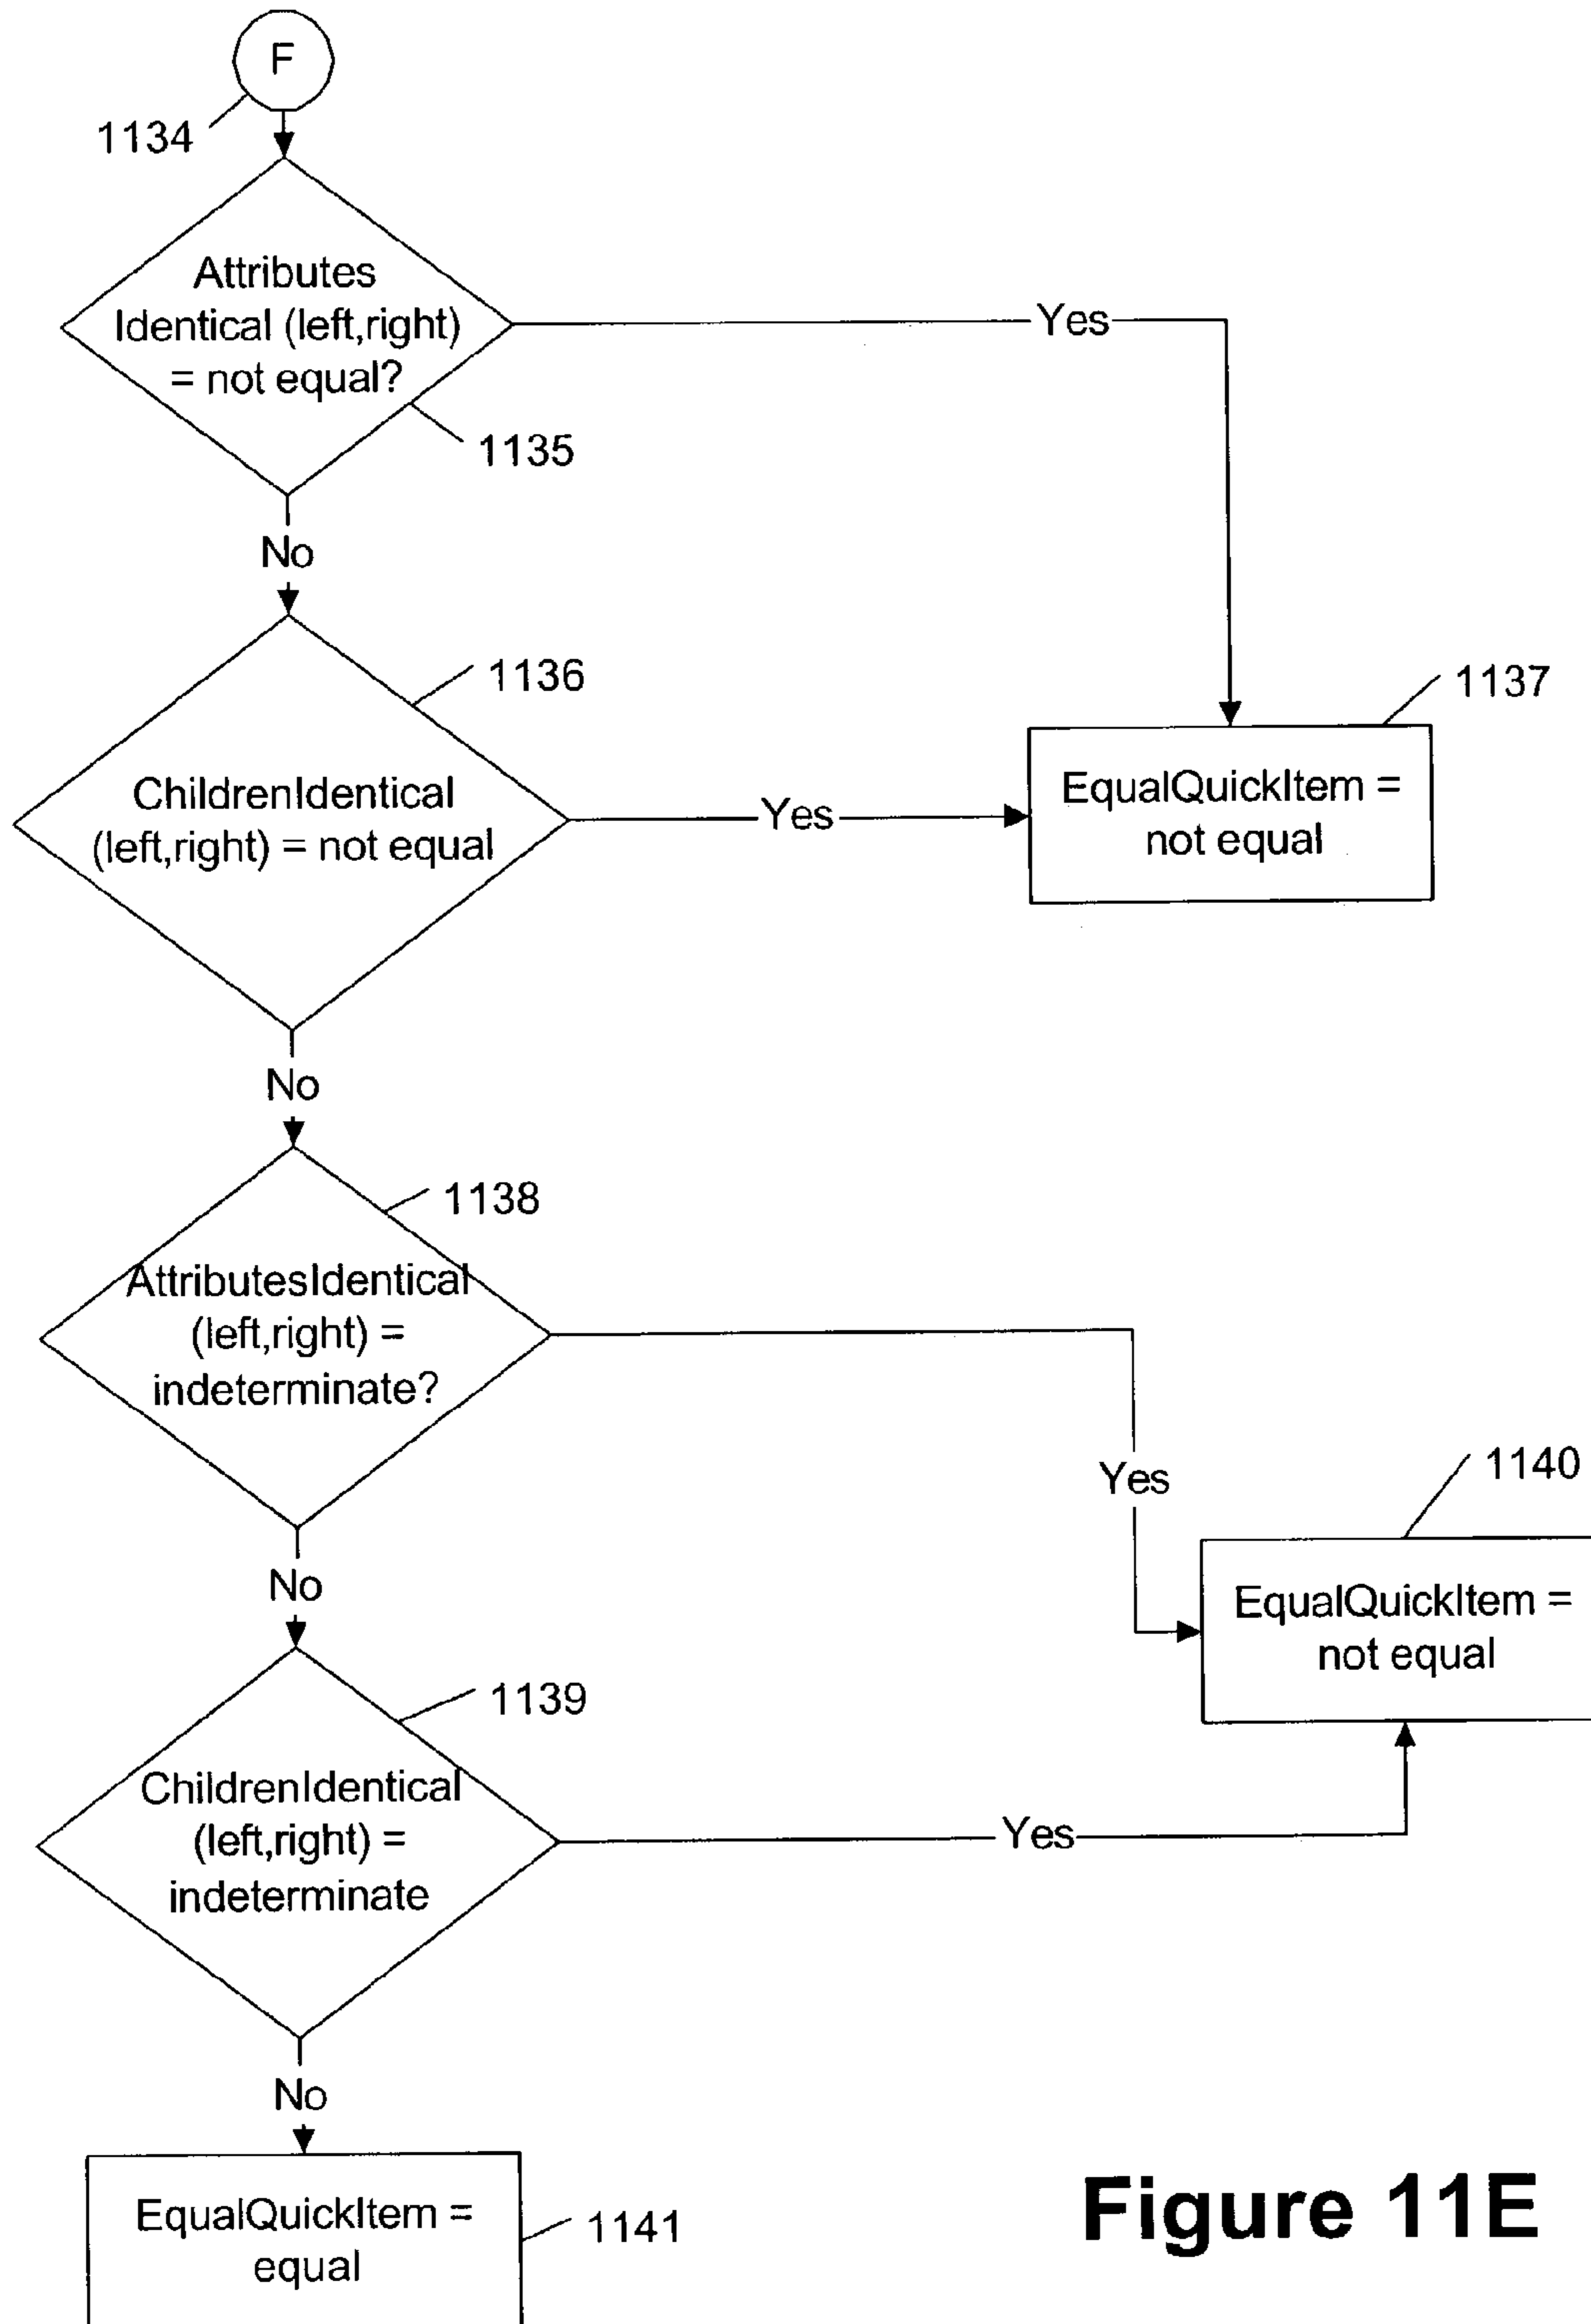 F
1134
Attributes
Identical (left,right)
= not equal?
Yes
1135
No
1136
1137
ChildrenIdentical
(left,right) = not equal
Yes
EqualQuickItem =
not equal
No
1138
AttributesIdentical
(left,right) =
indeterminate?
Yes
1140
No
EqualQuickItem =
not equal
1139
ChildrenIdentical
(left,right) =
indeterminate
Yes
No
EqualQuickItem =
equal
1141
Figure 11E